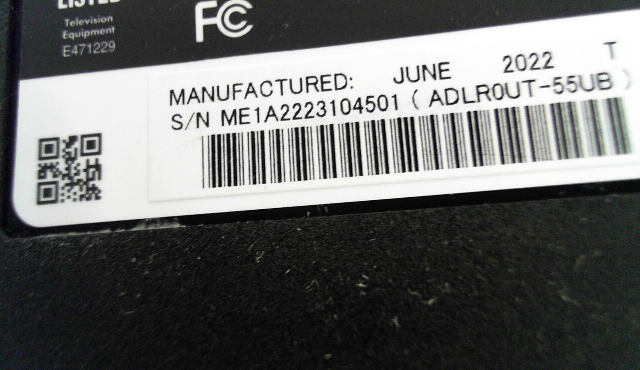 LISTED
Television
Equipment
E471229
FC
MANUFACTURED: JUNE 2022 T
S/N ME1A2223104501 ( ADLR0UT-55UB )